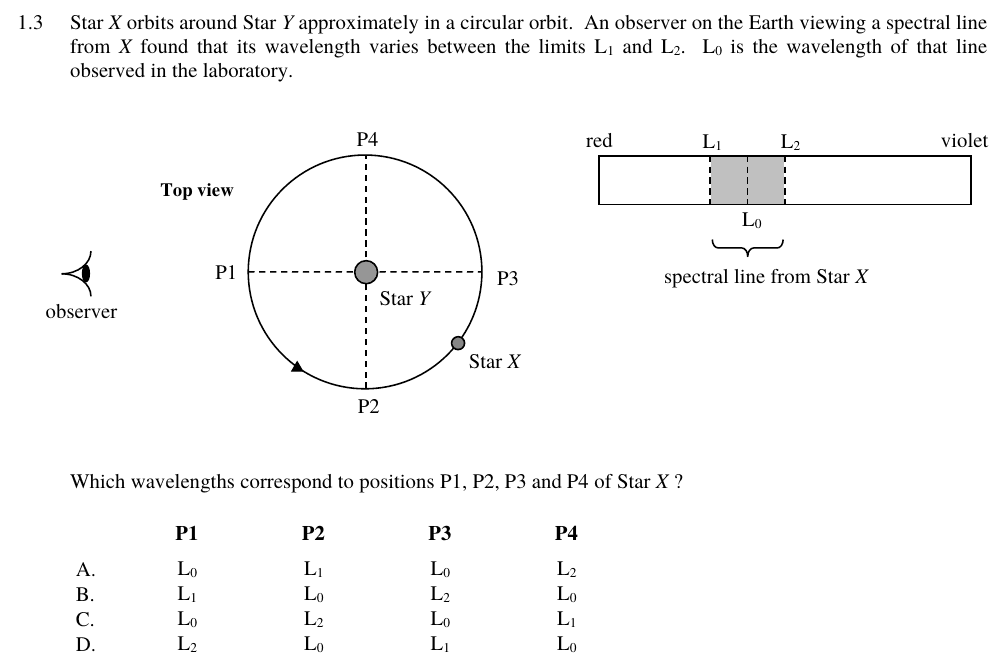 1.3 Star X orbits around Star Y approximately in a circular orbit. An observer on the Earth viewing a spectral line
from X found that its wavelength varies between the limits L₁ and L₂. L₀ is the wavelength of that line
observed in the laboratory.
P4
red L₁ L₂ violet
Top view
L₀
P1
P3
spectral line from Star X
Star Y
observer
Star X
P2
Which wavelengths correspond to positions P1, P2, P3 and P4 of Star X ?
P1 P2 P3 P4
A. L₀ L₁ L₀ L₂
B. L₁ L₀ L₂ L₀
C. L₀ L₂ L₀ L₁
D. L₂ L₀ L₁ L₀